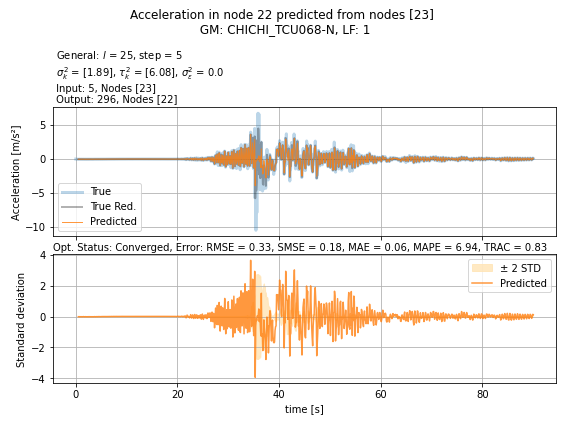 Acceleration in node 22 predicted from nodes [23]
GM: CHICHI_TCU068-N, LF: 1
General: l = 25, step = 5
σ²ₖ = [1.89], τ²ₖ = [6.08], σ²ε = 0.0
Input: 5, Nodes [23]
Output: 296, Nodes [22]
Acceleration [m/s²]
5
0
−5
−10
True
True Red.
Predicted
Opt. Status: Converged, Error: RMSE = 0.33, SMSE = 0.18, MAE = 0.06, MAPE = 6.94, TRAC = 0.83
Standard deviation
4
2
0
−2
−4
± 2 STD
Predicted
0 20 40 60 80
time [s]